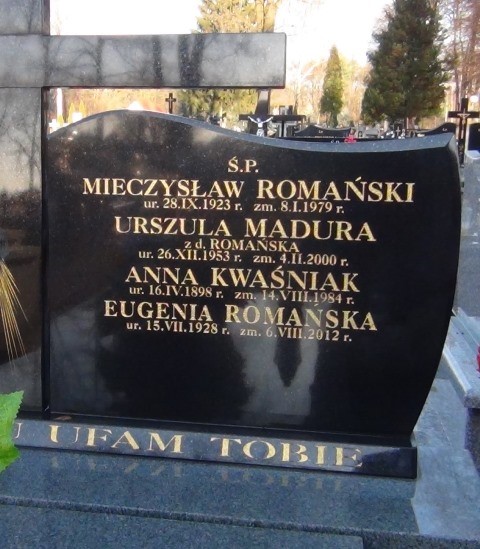 Ś.P.
MIECZYSŁAW ROMAŃSKI
ur. 28.IX.1923 r. zm. 8.I.1979 r.
URSZULA MADURA
z d. ROMAŃSKA
ur. 26.XII.1953 r. zm. 4.II.2000 r.
ANNA KWAŚNIAK
ur. 16.IV.1898 r. zm. 14.VIII.1984 r.
EUGENIA ROMAŃSKA
ur. 15.VII.1928 r. zm. 6.VIII.2012 r.
U UFAM TOBIE